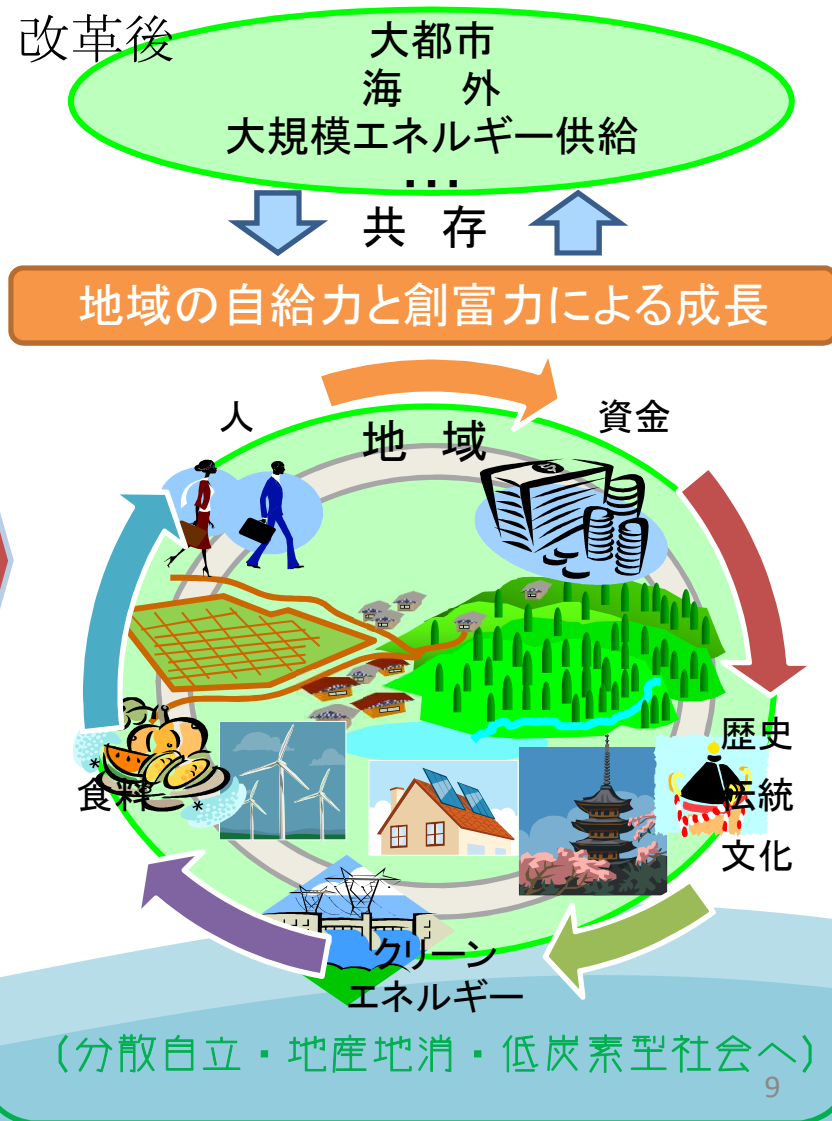 改革後
大都市
海 外
大規模エネルギー供給
...
共 存
地域の自給力と創富力による成長
人
資金
地 域
歴史
伝統
文化
食料
クリーン
エネルギー
(分散自立・地産地消・低炭素型社会へ)
9